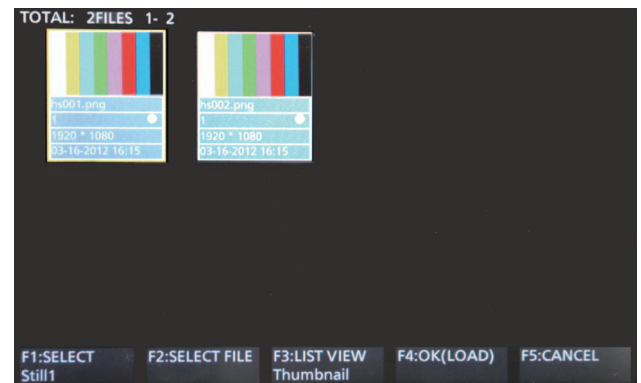 TOTAL: 2FILES 1- 2
hs001.png
1
1920 * 1080
03-16-2012 16:15
hs002.png
1
1920 * 1080
03-16-2012 16:15
F1:SELECT
Still1
F2:SELECT FILE
F3:LIST VIEW
Thumbnail
F4:OK(LOAD)
F5:CANCEL